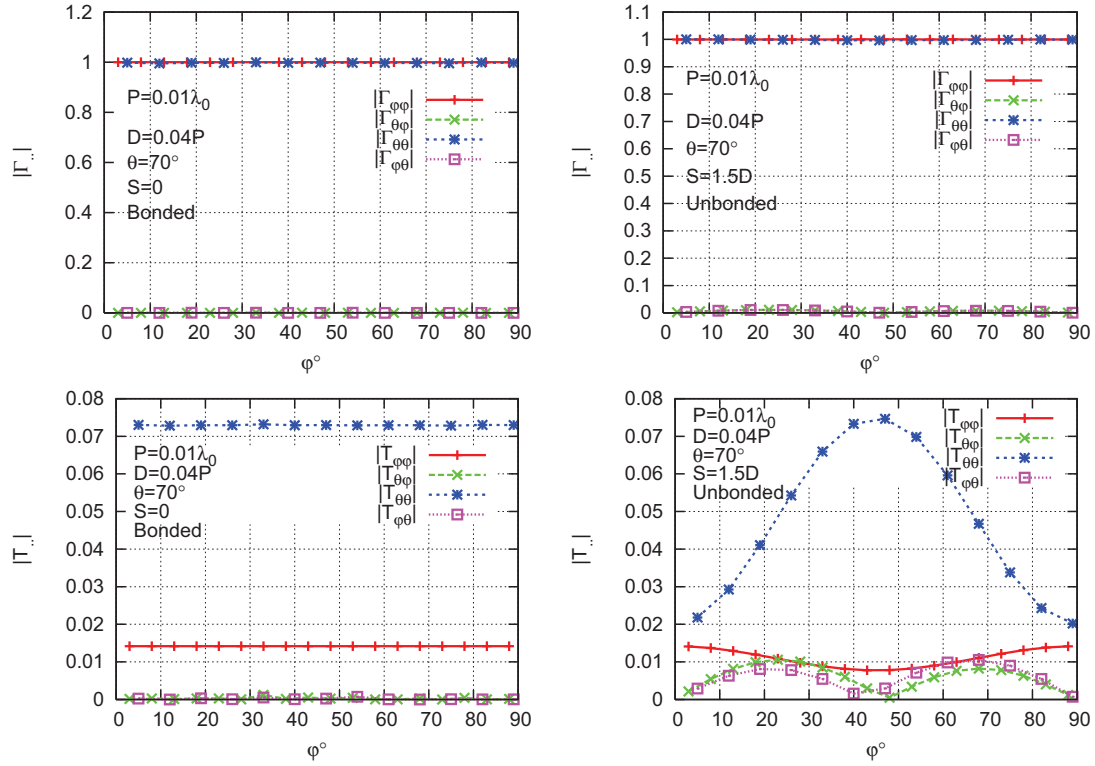 1.2
1
0.8
0.6
0.4
0.2
0
|Γ..|
P=0.01λ0
D=0.04P
θ=70°
S=0
Bonded
|Γφφ|
|Γθφ|
|Γθθ|
|Γφθ|
0 10 20 30 40 50 60 70 80 90
φ°
1.1
1
0.9
0.8
0.7
0.6
0.5
0.4
0.3
0.2
0.1
0
|Γ..|
P=0.01λ0
D=0.04P
θ=70°
S=1.5D
Unbonded
|Γφφ|
|Γθφ|
|Γθθ|
|Γφθ|
0 10 20 30 40 50 60 70 80 90
φ°
0.08
0.07
0.06
0.05
0.04
0.03
0.02
0.01
0
|T..|
P=0.01λ0
D=0.04P
θ=70°
S=0
Bonded
|Tφφ|
|Tθφ|
|Tθθ|
|Tφθ|
0 10 20 30 40 50 60 70 80 90
φ°
0.08
0.07
0.06
0.05
0.04
0.03
0.02
0.01
0
|T..|
P=0.01λ0
D=0.04P
θ=70°
S=1.5D
Unbonded
|Tφφ|
|Tθφ|
|Tθθ|
|Tφθ|
0 10 20 30 40 50 60 70 80 90
φ°